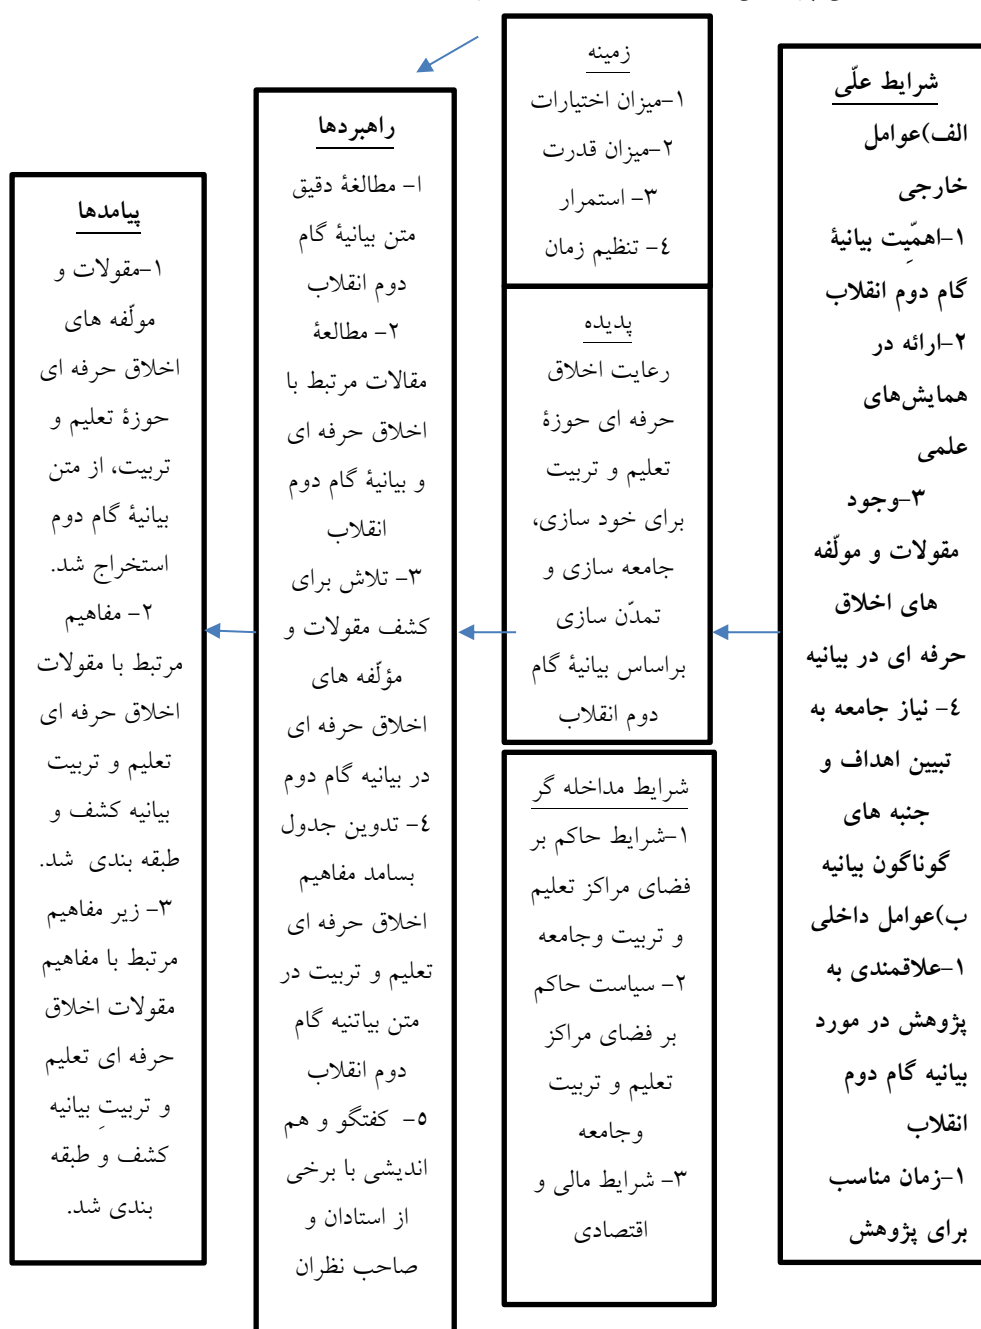 شرایط علّی
الف)عوامل
خارجی
۱-اهمّیِت بیانیۀ
گام دوم انقلاب
۲-ارائه در
همایش‌های
علمی
۳-وجود
مقولات و مولّفه
های اخلاق
حرفه ای در بیانیه
٤- نیاز جامعه به
تبیین اهداف و
جنبه های
گوناگون بیانیه
ب)عوامل داخلی
۱-علاقمندی به
پژوهش در مورد
بیانیه گام دوم
انقلاب
۱-زمان مناسب
برای پژوهش
زمینه
۱-میزان اختیارات
۲-میزان قدرت
۳- استمرار
٤- تنظیم زمان
پدیده
رعایت اخلاق
حرفه ای حوزۀ
تعلیم و تربیت
برای خود سازی،
جامعه سازی و
تمدّن سازی
براساس بیانیۀ گام
دوم انقلاب
شرایط مداخله گر
۱-شرایط حاکم بر
فضای مراکز تعلیم
و تربیت وجامعه
۲- سیاست حاکم
بر فضای مراکز
تعلیم و تربیت
وجامعه
۳- شرایط مالی و
اقتصادی
راهبردها
ا- مطالغۀ دقیق
متن بیانیۀ گام
دوم انقلاب
۲- مطالعۀ
مقالات مرتبط با
اخلاق حرفه ای
و بیانیۀ گام دوم
انقلاب
۳- تلاش برای
کشف مقولات و
مؤلّفه های
اخلاق حرفه ای
در بیانیه گام دوم
٤- تدوین جدول
بسامد مفاهیم
اخلاق حرفه ای
تعلیم و تربیت در
متن بیاتنیه گام
دوم انقلاب
٥- کفتگو و هم
اندیشی با برخی
از استادان و
صاحب نظران
پیامدها
۱-مقولات و
مولّفه های
اخلاق حرفه ای
حوزۀ تعلیم و
تربیت، از متن
بیانیۀ گام دوم
استخراج شد.
۲- مفاهیم
مرتبط با مقولات
اخلاق حرفه ای
تعلیم و تربیت
بیانیه کشف و
طبقه بندی شد.
۳- زیر مفاهیم
مرتبط با مفاهیم
مقولات اخلاق
حرفه ای تعلیم
و تربیتِ بیانیه
کشف و طبقه
بندی شد.